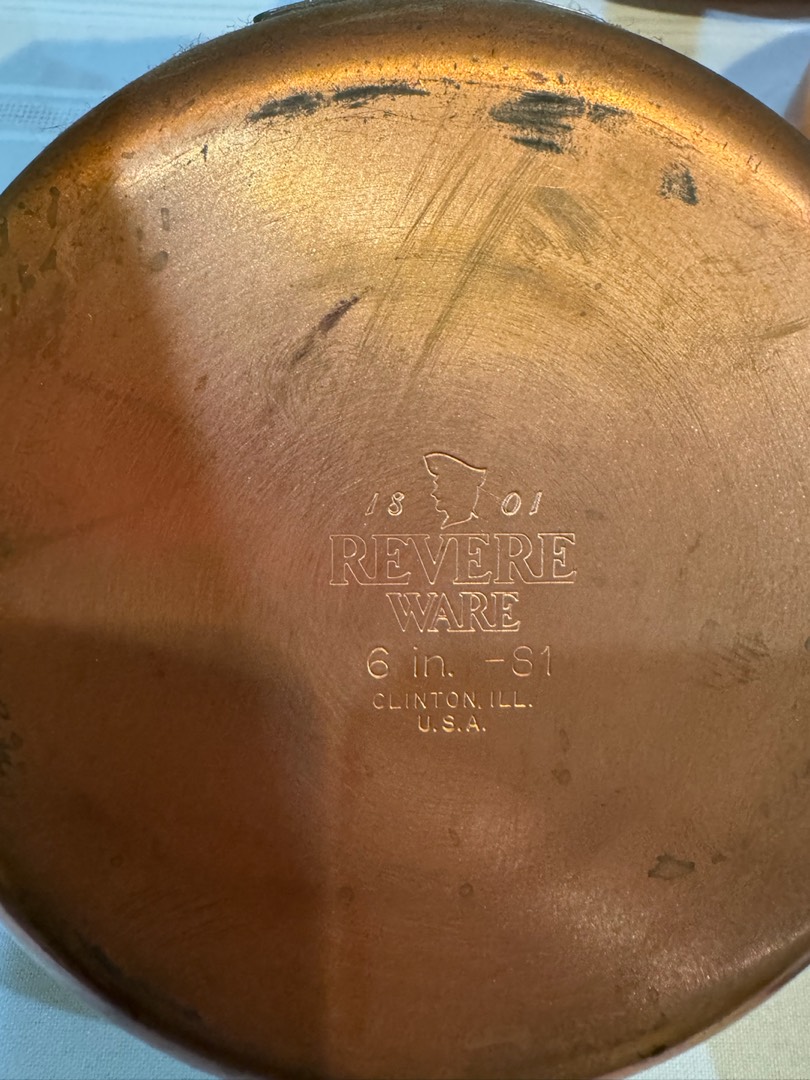 18 01
REVERE
WARE
6 in. -S1
CLINTON, ILL.
U.S.A.